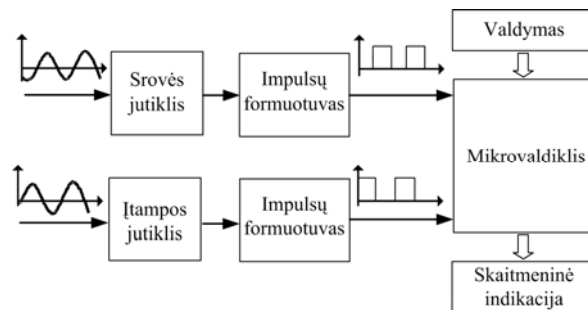 Valdymas
Srovės
jutiklis
Impulsų
formuotuvas
Mikrovaldiklis
Įtampos
jutiklis
Impulsų
formuotuvas
Skaitmeninė
indikacija